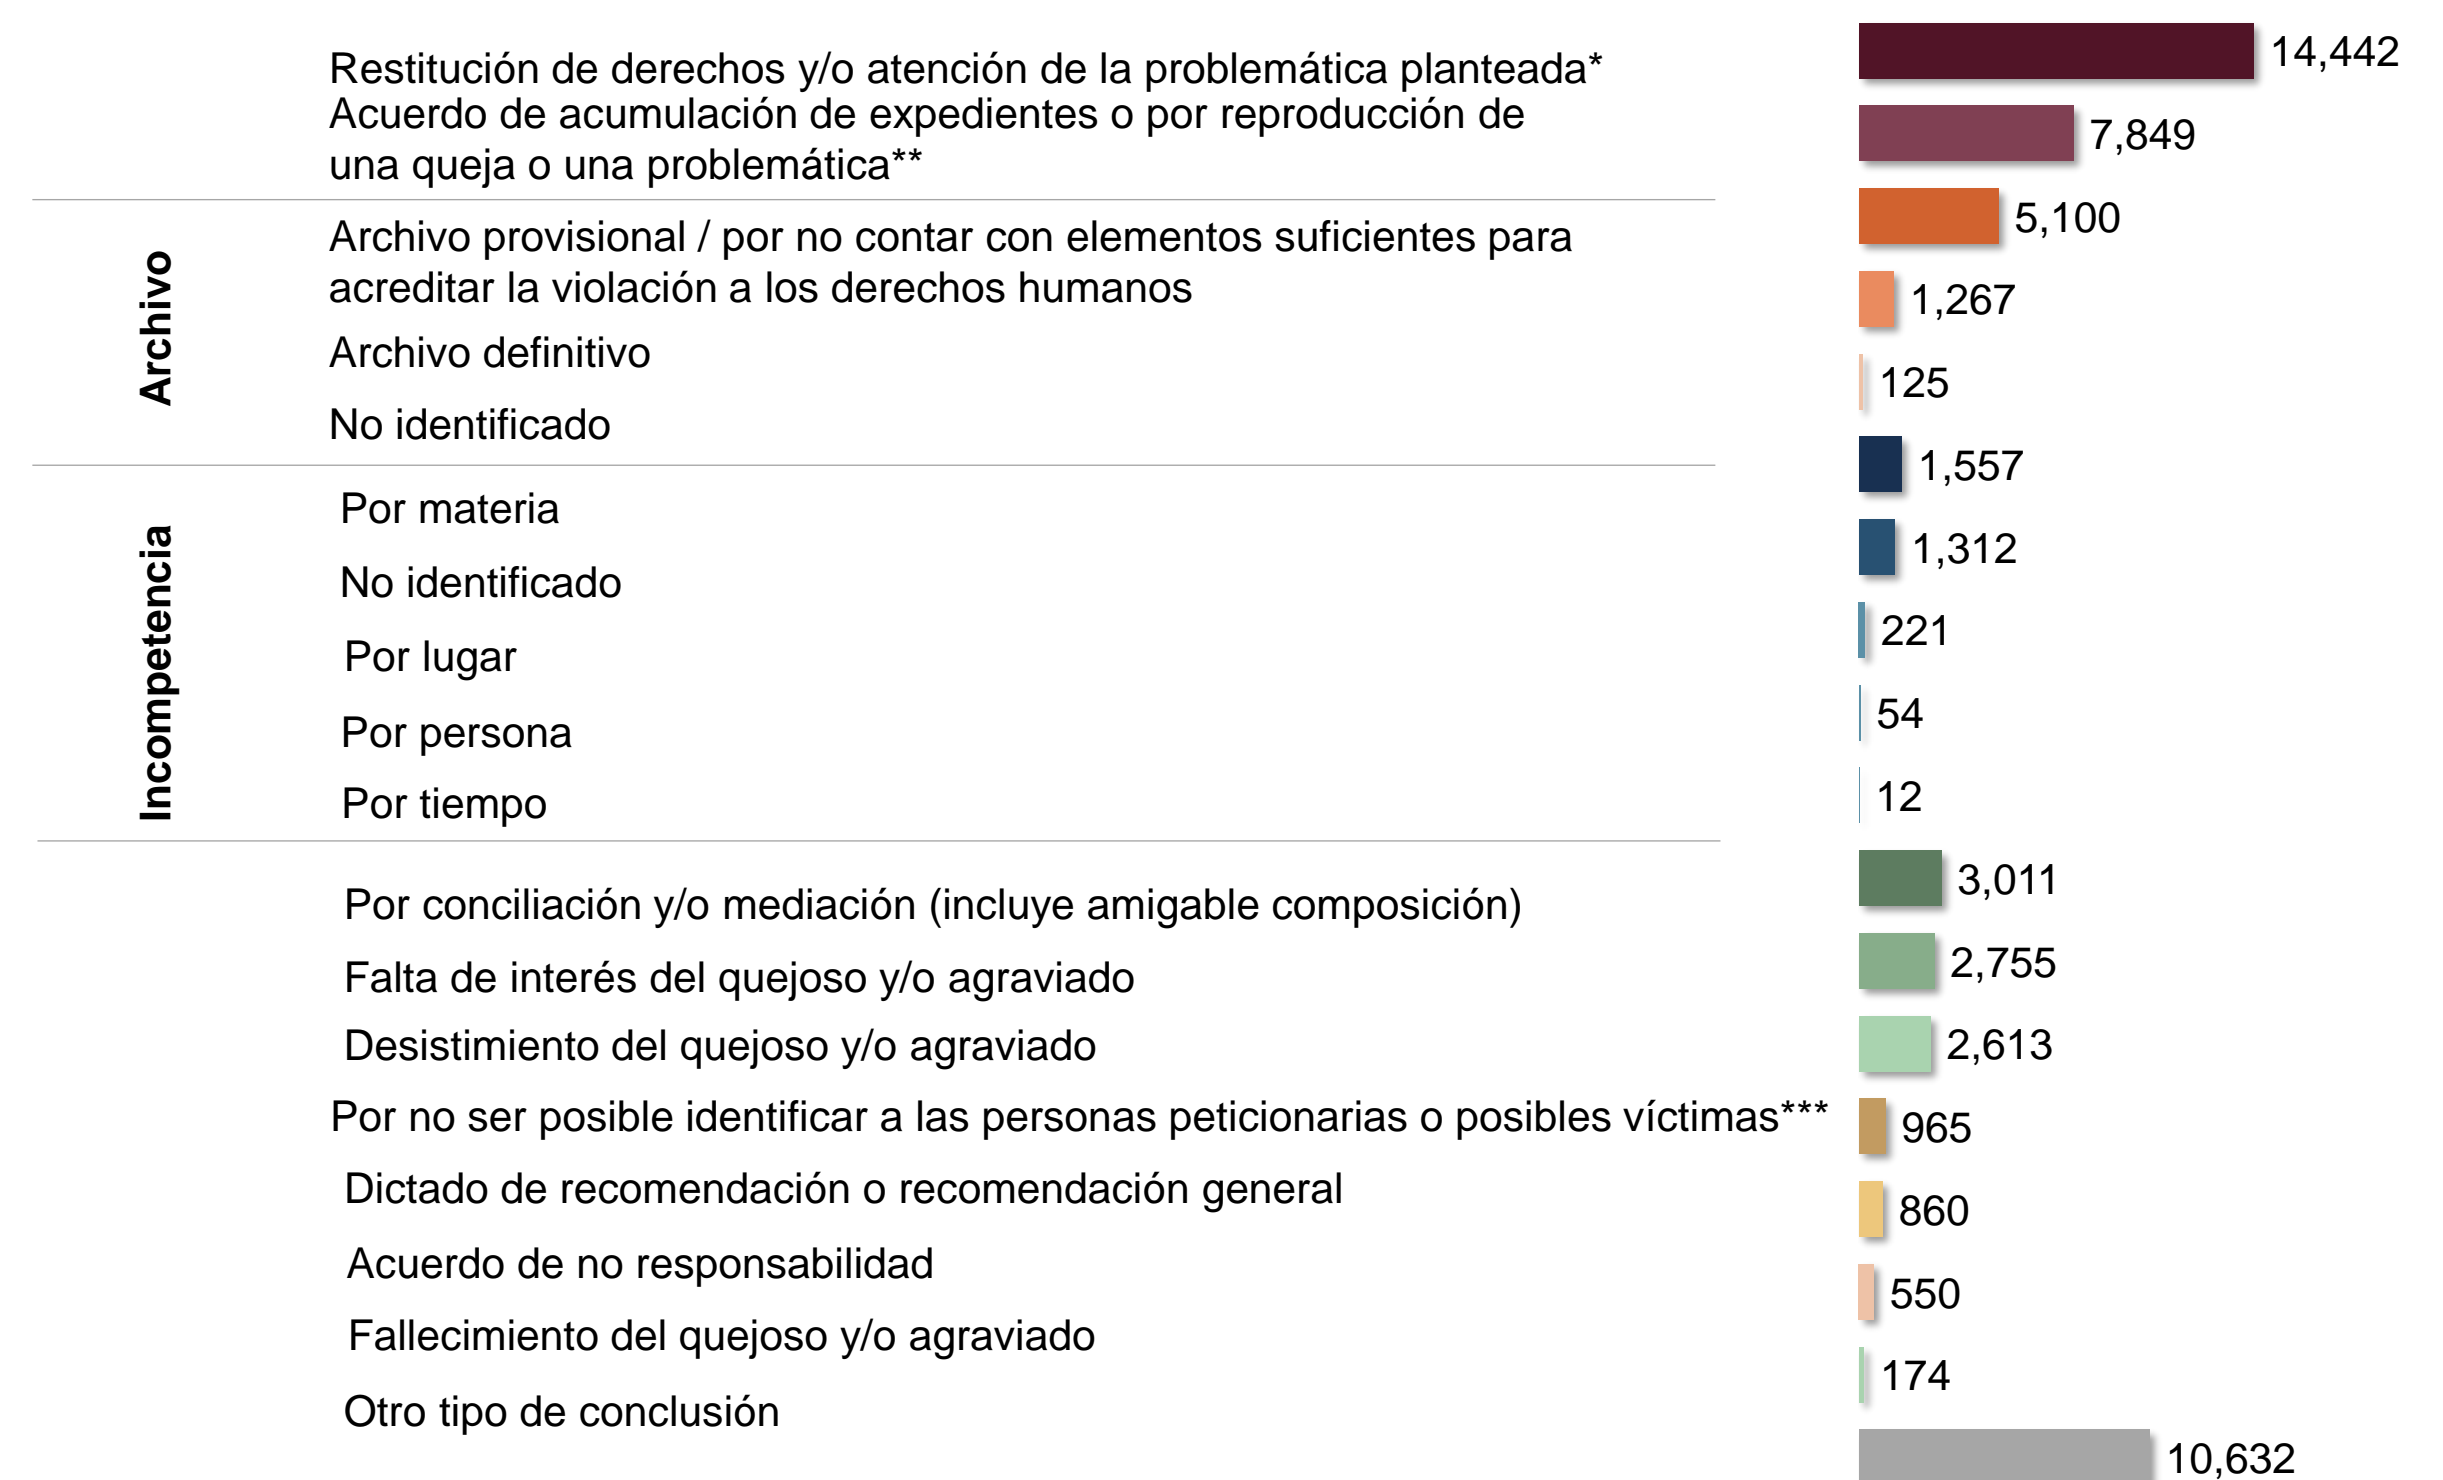 Restitución de derechos y/o atención de la problemática planteada*
14,442
Acuerdo de acumulación de expedientes o por reproducción de
una queja o una problemática**
7,849
Archivo
Archivo provisional / por no contar con elementos suficientes para
acreditar la violación a los derechos humanos
5,100
Archivo definitivo
1,267
No identificado
125
Incompetencia
Por materia
1,557
No identificado
1,312
Por lugar
221
Por persona
54
Por tiempo
12
Por conciliación y/o mediación (incluye amigable composición)
3,011
Falta de interés del quejoso y/o agraviado
2,755
Desistimiento del quejoso y/o agraviado
2,613
Por no ser posible identificar a las personas peticionarias o posibles víctimas***
965
Dictado de recomendación o recomendación general
860
Acuerdo de no responsabilidad
550
Fallecimiento del quejoso y/o agraviado
174
Otro tipo de conclusión
10,632